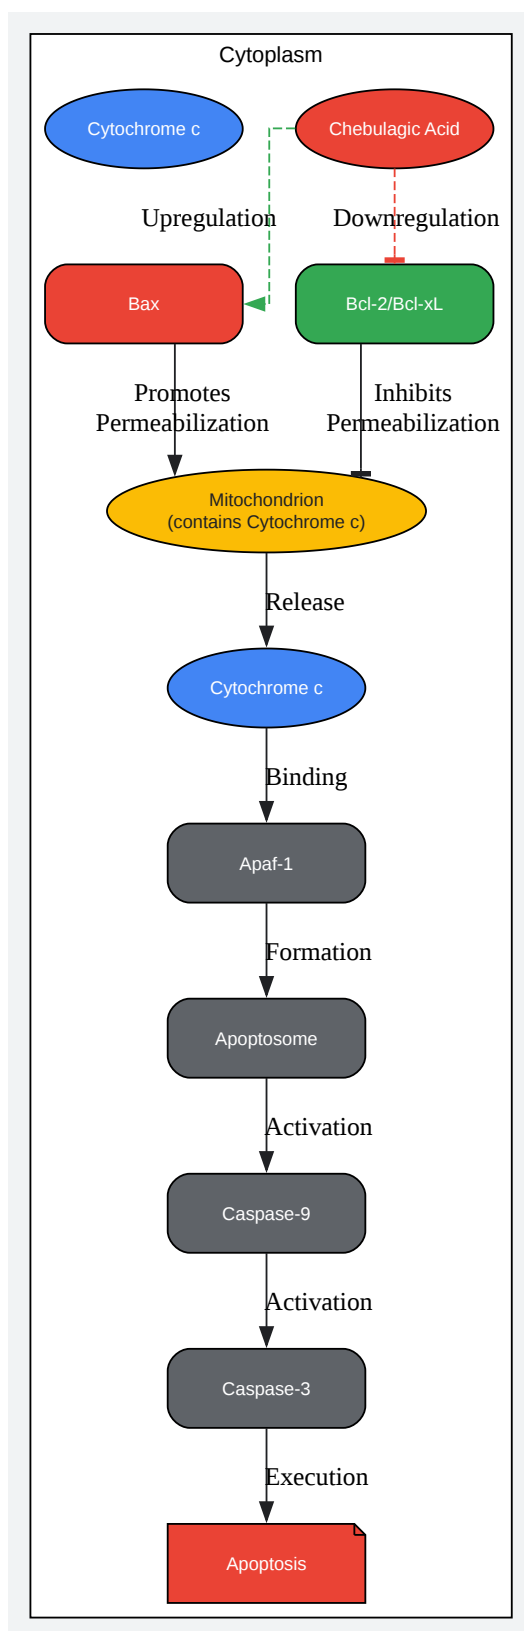 Cytoplasm
Cytochrome c
Chebulagic Acid
Upregulation
Downregulation
Bax
Bcl-2/Bcl-xL
Promotes
Permeabilization
Inhibits
Permeabilization
Mitochondrion
(contains Cytochrome c)
Release
Cytochrome c
Binding
Apaf-1
Formation
Apoptosome
Activation
Caspase-9
Activation
Caspase-3
Execution
Apoptosis